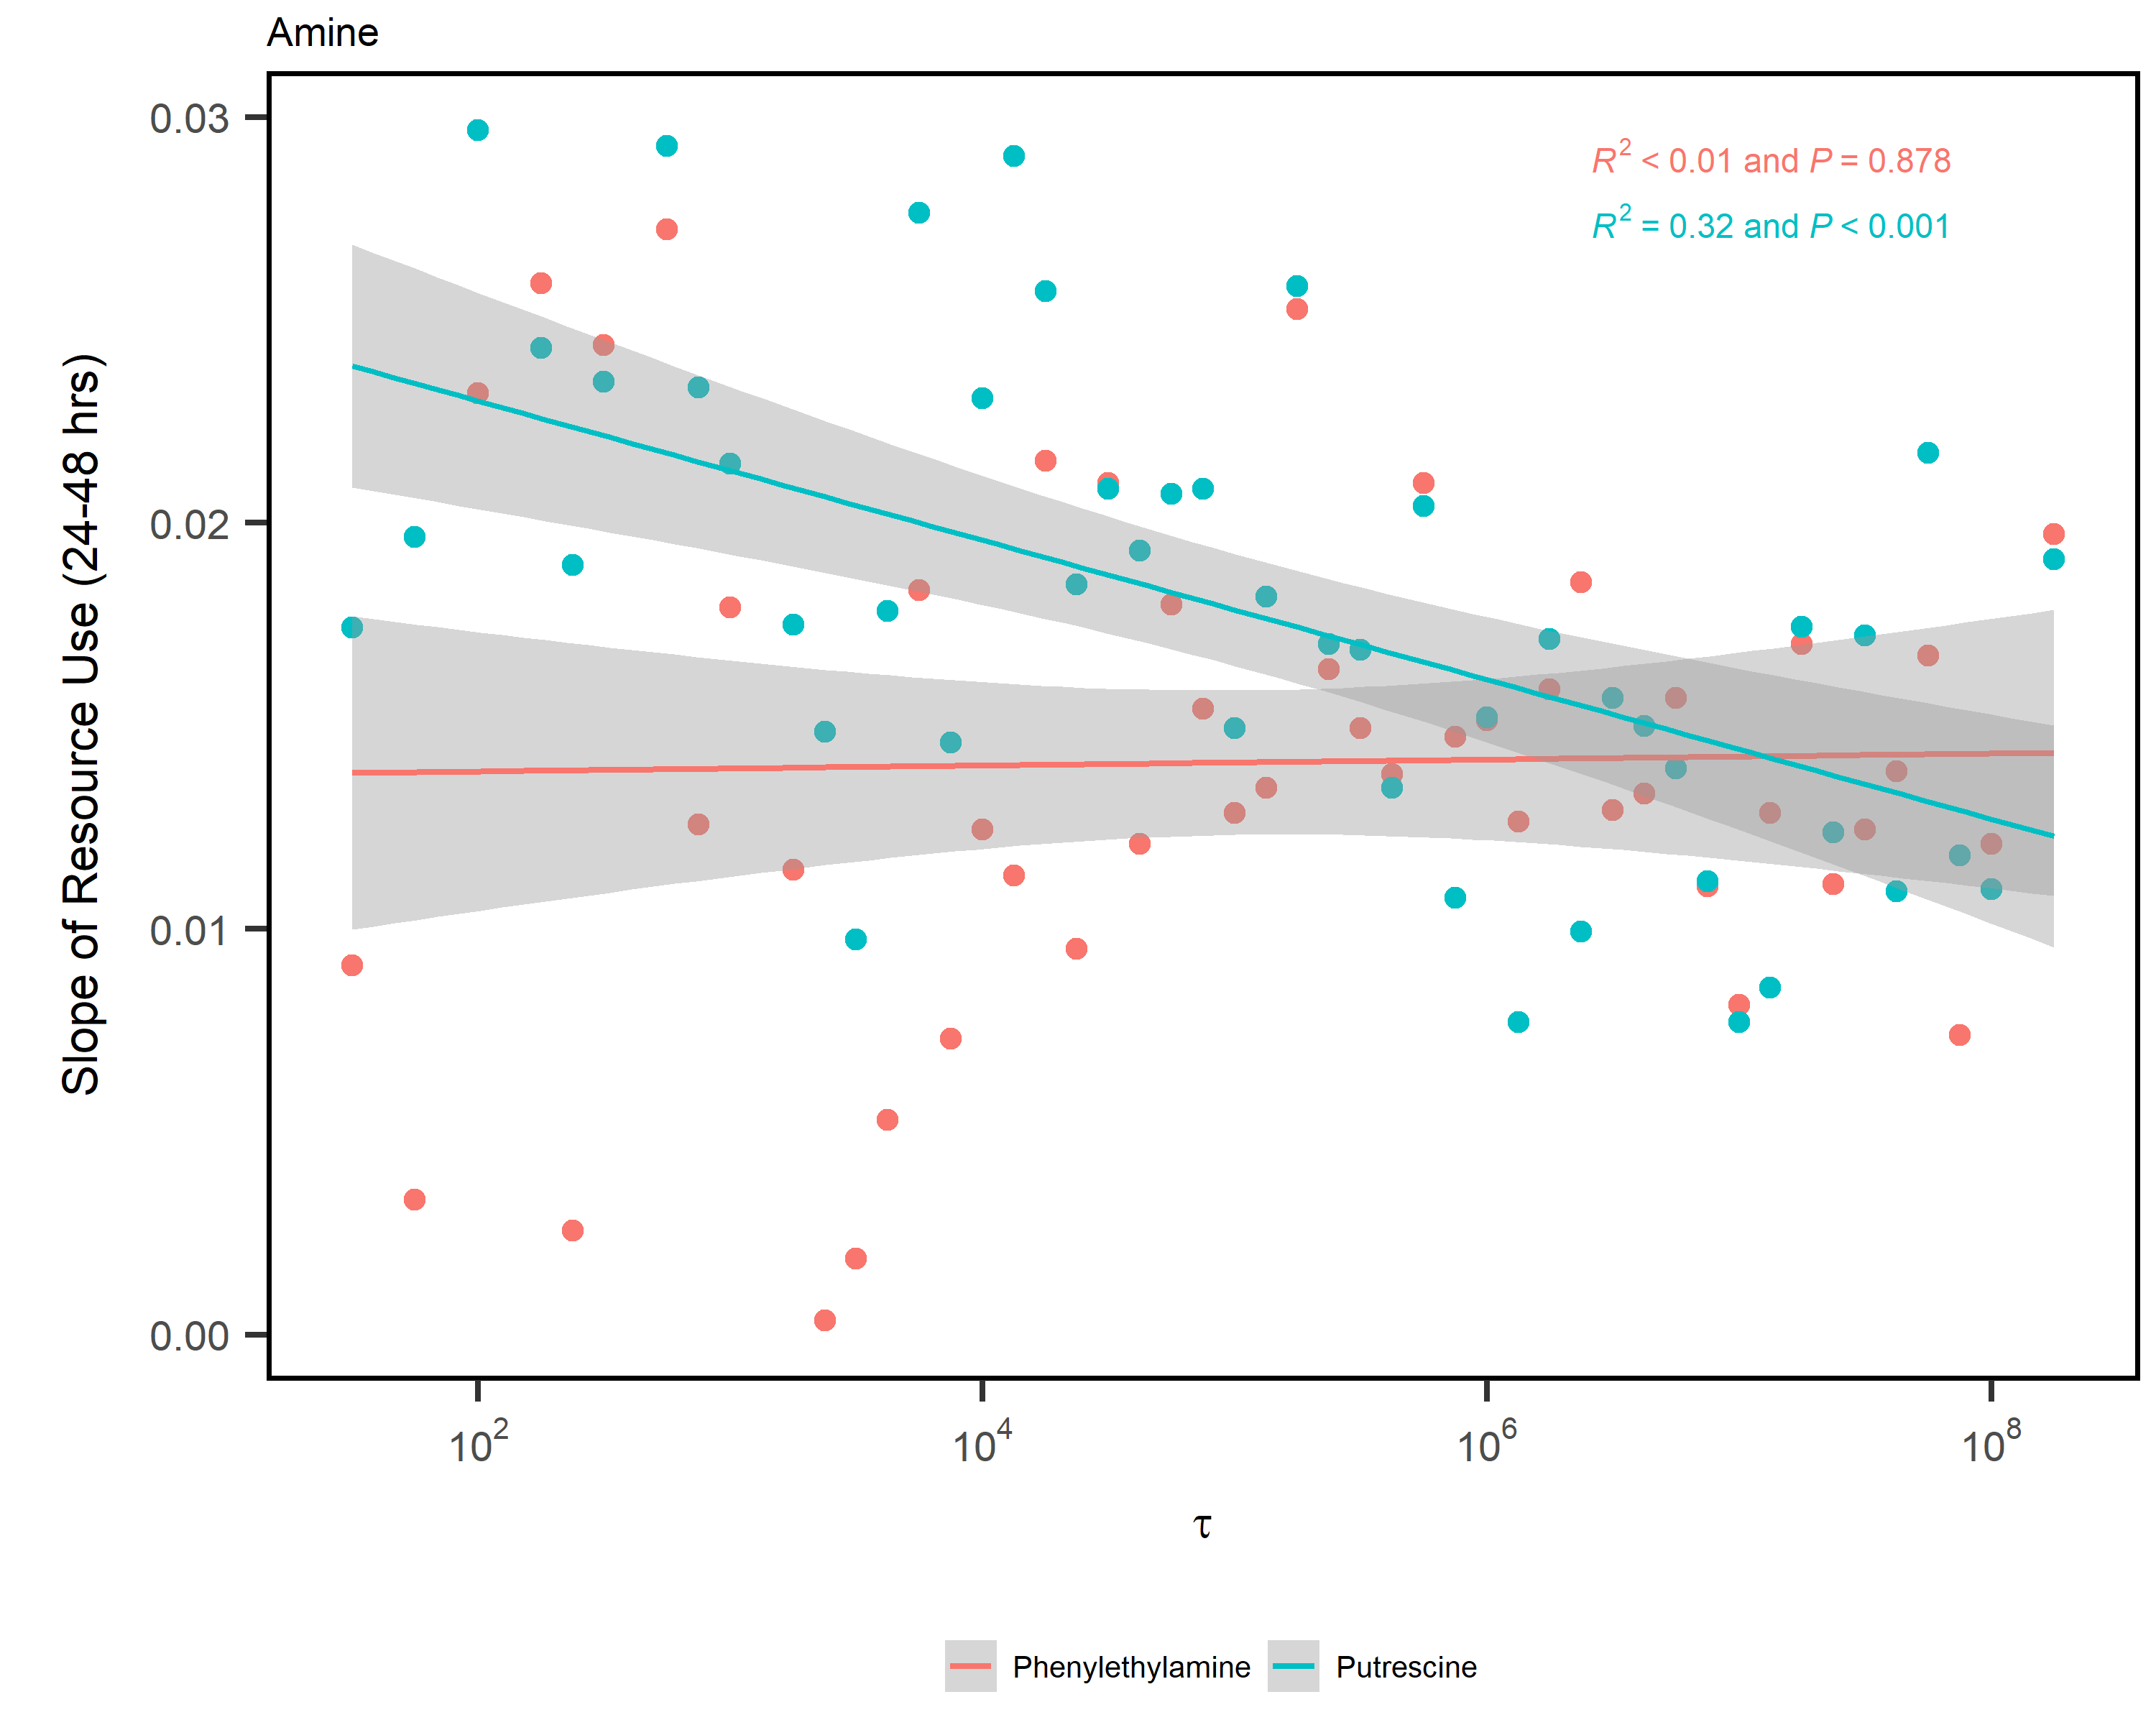 Amine
R² < 0.01 and P = 0.878
R² = 0.32 and P < 0.001
Slope of Resource Use (24-48 hrs)
0.03
0.02
0.01
0.00
10² 10⁴ 10⁶ 10⁸
τ
Phenylethylamine Putrescine